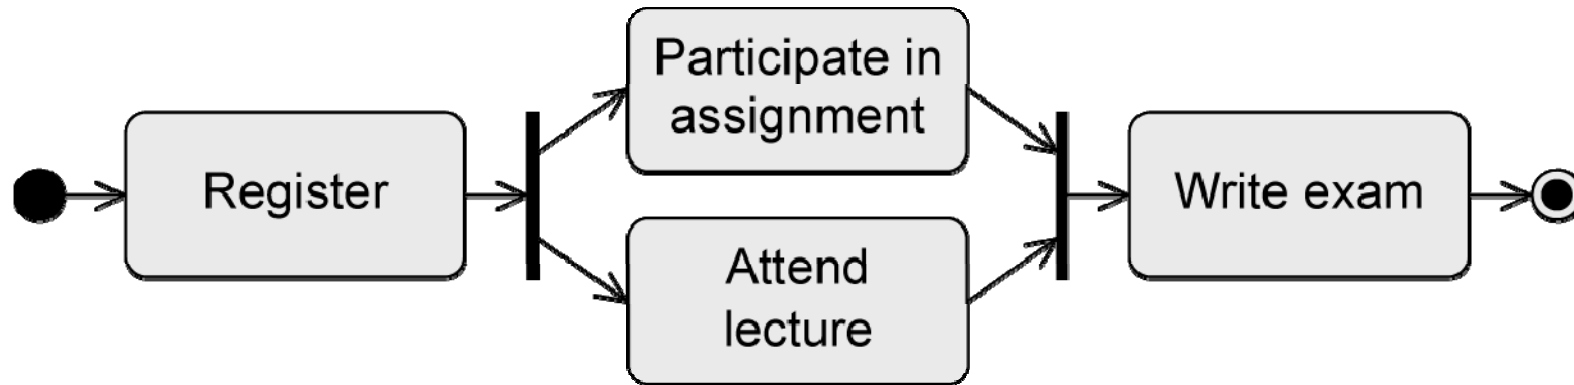 Register
Participate in
assignment
Attend
lecture
Write exam